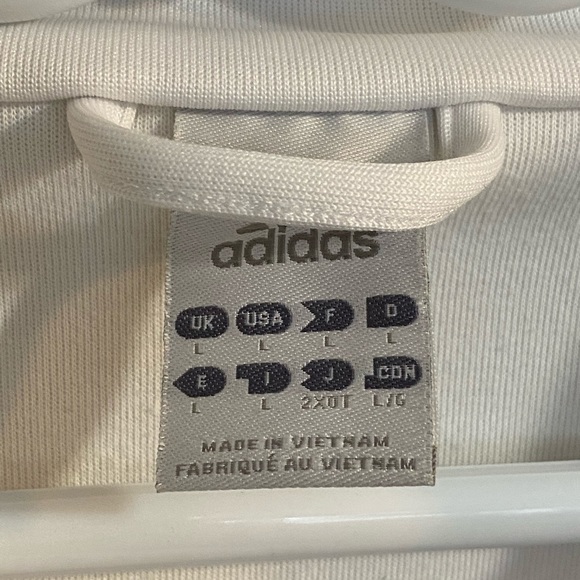 adidas
UK USA F D
L L L L
E I J CDN
L L 2XOT L/G
MADE IN VIETNAM
FABRIQUÉ AU VIETNAM